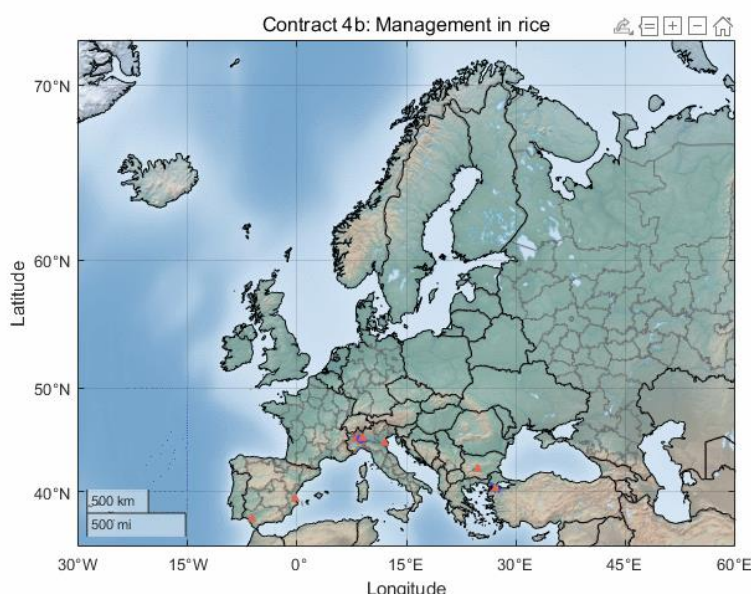 Contract 4b: Management in rice
70°N
60°N
50°N
40°N
Latitude
500 km
500 mi
30°W
15°W
0°
15°E
30°E
45°E
60°E
Longitude